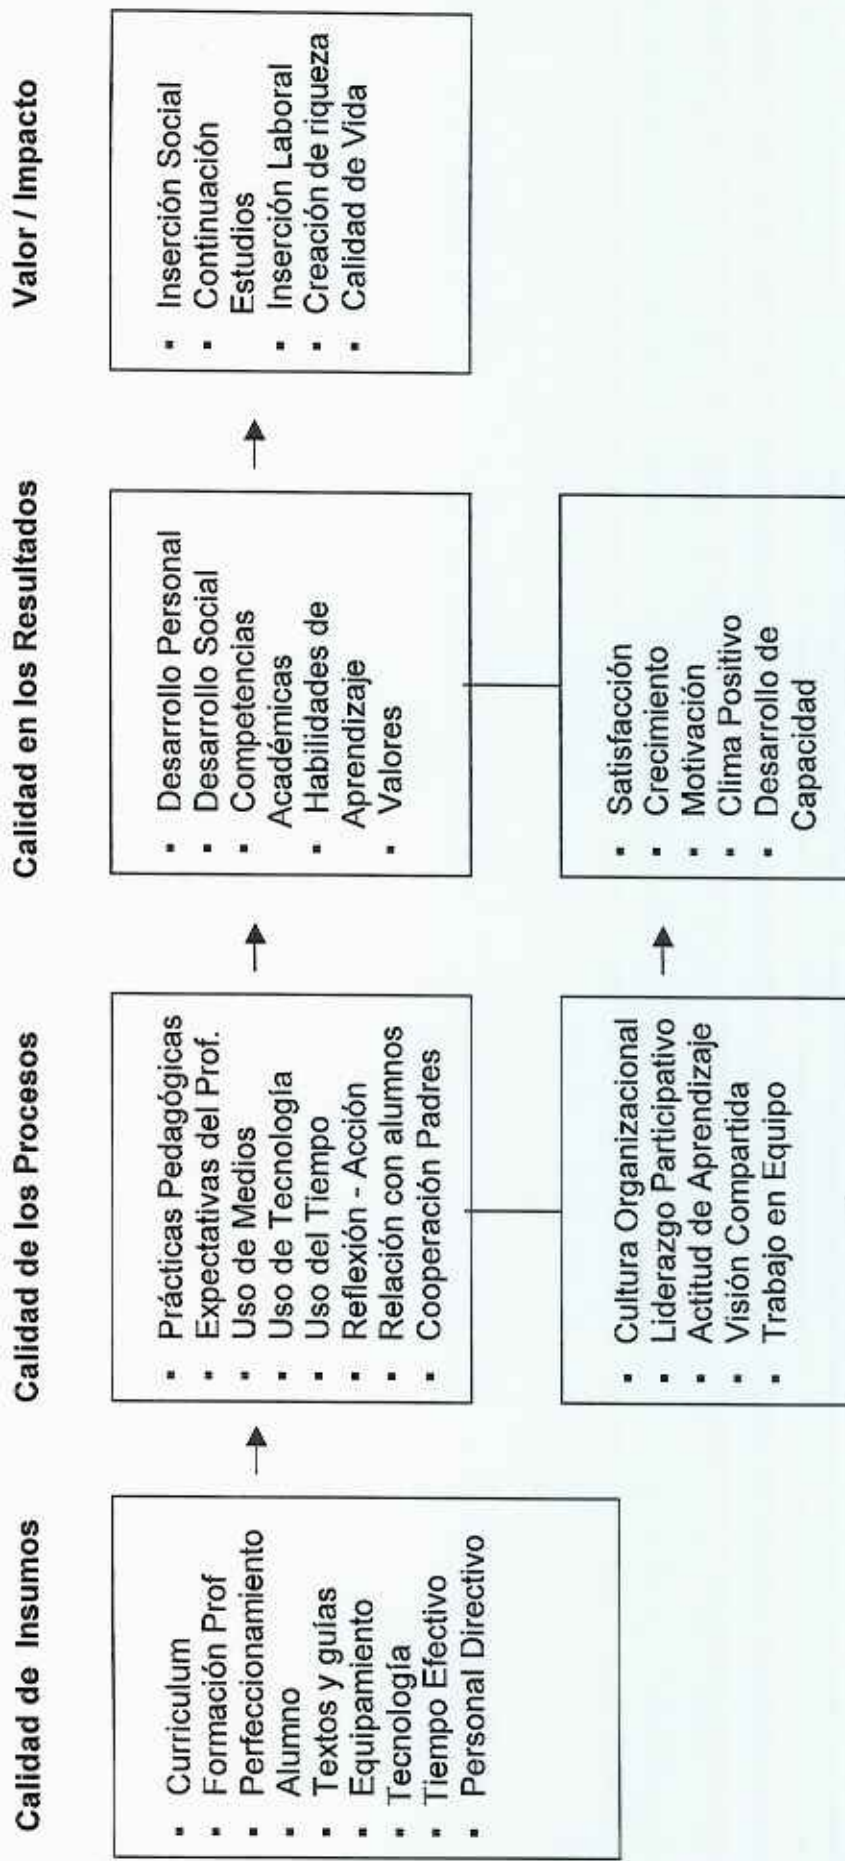 Calidad de Insumos
Curriculum
Formación Prof
Perfeccionamiento
Alumno
Textos y guías
Equipamiento
Tecnología
Tiempo Efectivo
Personal Directivo
Calidad de los Procesos
Prácticas Pedagógicas
Expectativas del Prof.
Uso de Medios
Uso de Tecnología
Uso del Tiempo
Reflexión - Acción
Relación con alumnos
Cooperación Padres
Cultura Organizacional
Liderazgo Participativo
Actitud de Aprendizaje
Visión Compartida
Trabajo en Equipo
Calidad en los Resultados
Desarrollo Personal
Desarrollo Social
Competencias
Académicas
Habilidades de
Aprendizaje
Valores
Satisfacción
Crecimiento
Motivación
Clima Positivo
Desarrollo de
Capacidad
Valor / Impacto
Inserción Social
Continuación
Estudios
Inserción Laboral
Creación de riqueza
Calidad de Vida